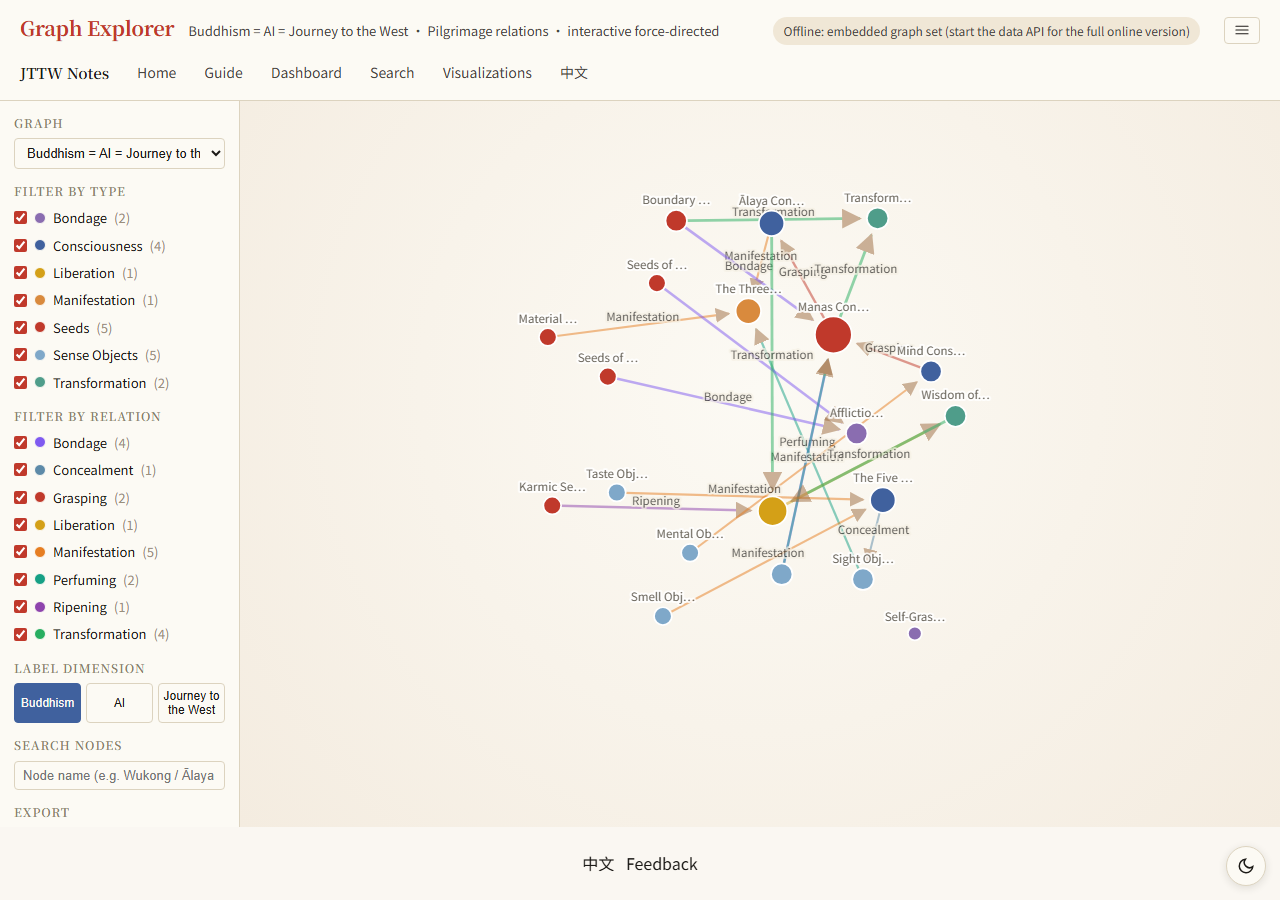 Graph Explorer
Buddhism = AI = Journey to the West • Pilgrimage relations • interactive force-directed
Offline: embedded graph set (start the data API for the full online version)
JTTW Notes
Home
Guide
Dashboard
Search
Visualizations
中文
GRAPH
Buddhism = AI = Journey to th
FILTER BY TYPE
Bondage (2)
Consciousness (4)
Liberation (1)
Manifestation (1)
Seeds (5)
Sense Objects (5)
Transformation (2)
FILTER BY RELATION
Bondage (4)
Concealment (1)
Grasping (2)
Liberation (1)
Manifestation (5)
Perfuming (2)
Ripening (1)
Transformation (4)
LABEL DIMENSION
Buddhism
AI
Journey to
the West
SEARCH NODES
Node name (e.g. Wukong / Ālaya
EXPORT
Boundary …
Ālaya Con…
Transform…
Transformation
Manifestation
Bondage
Seeds of …
Grasping
Transformation
The Three…
Manas Con…
Material …
Manifestation
Transformation
Mind Cons…
Seeds of …
Wisdom of…
Bondage
Afflictio…
Perfuming
Manifestation
Transformation
Taste Obj…
The Five …
Karmic Se…
Manifestation
Ripening
Mental Ob…
Concealment
Manifestation
Sight Obj…
Smell Obj…
Self-Gras…
中文 Feedback